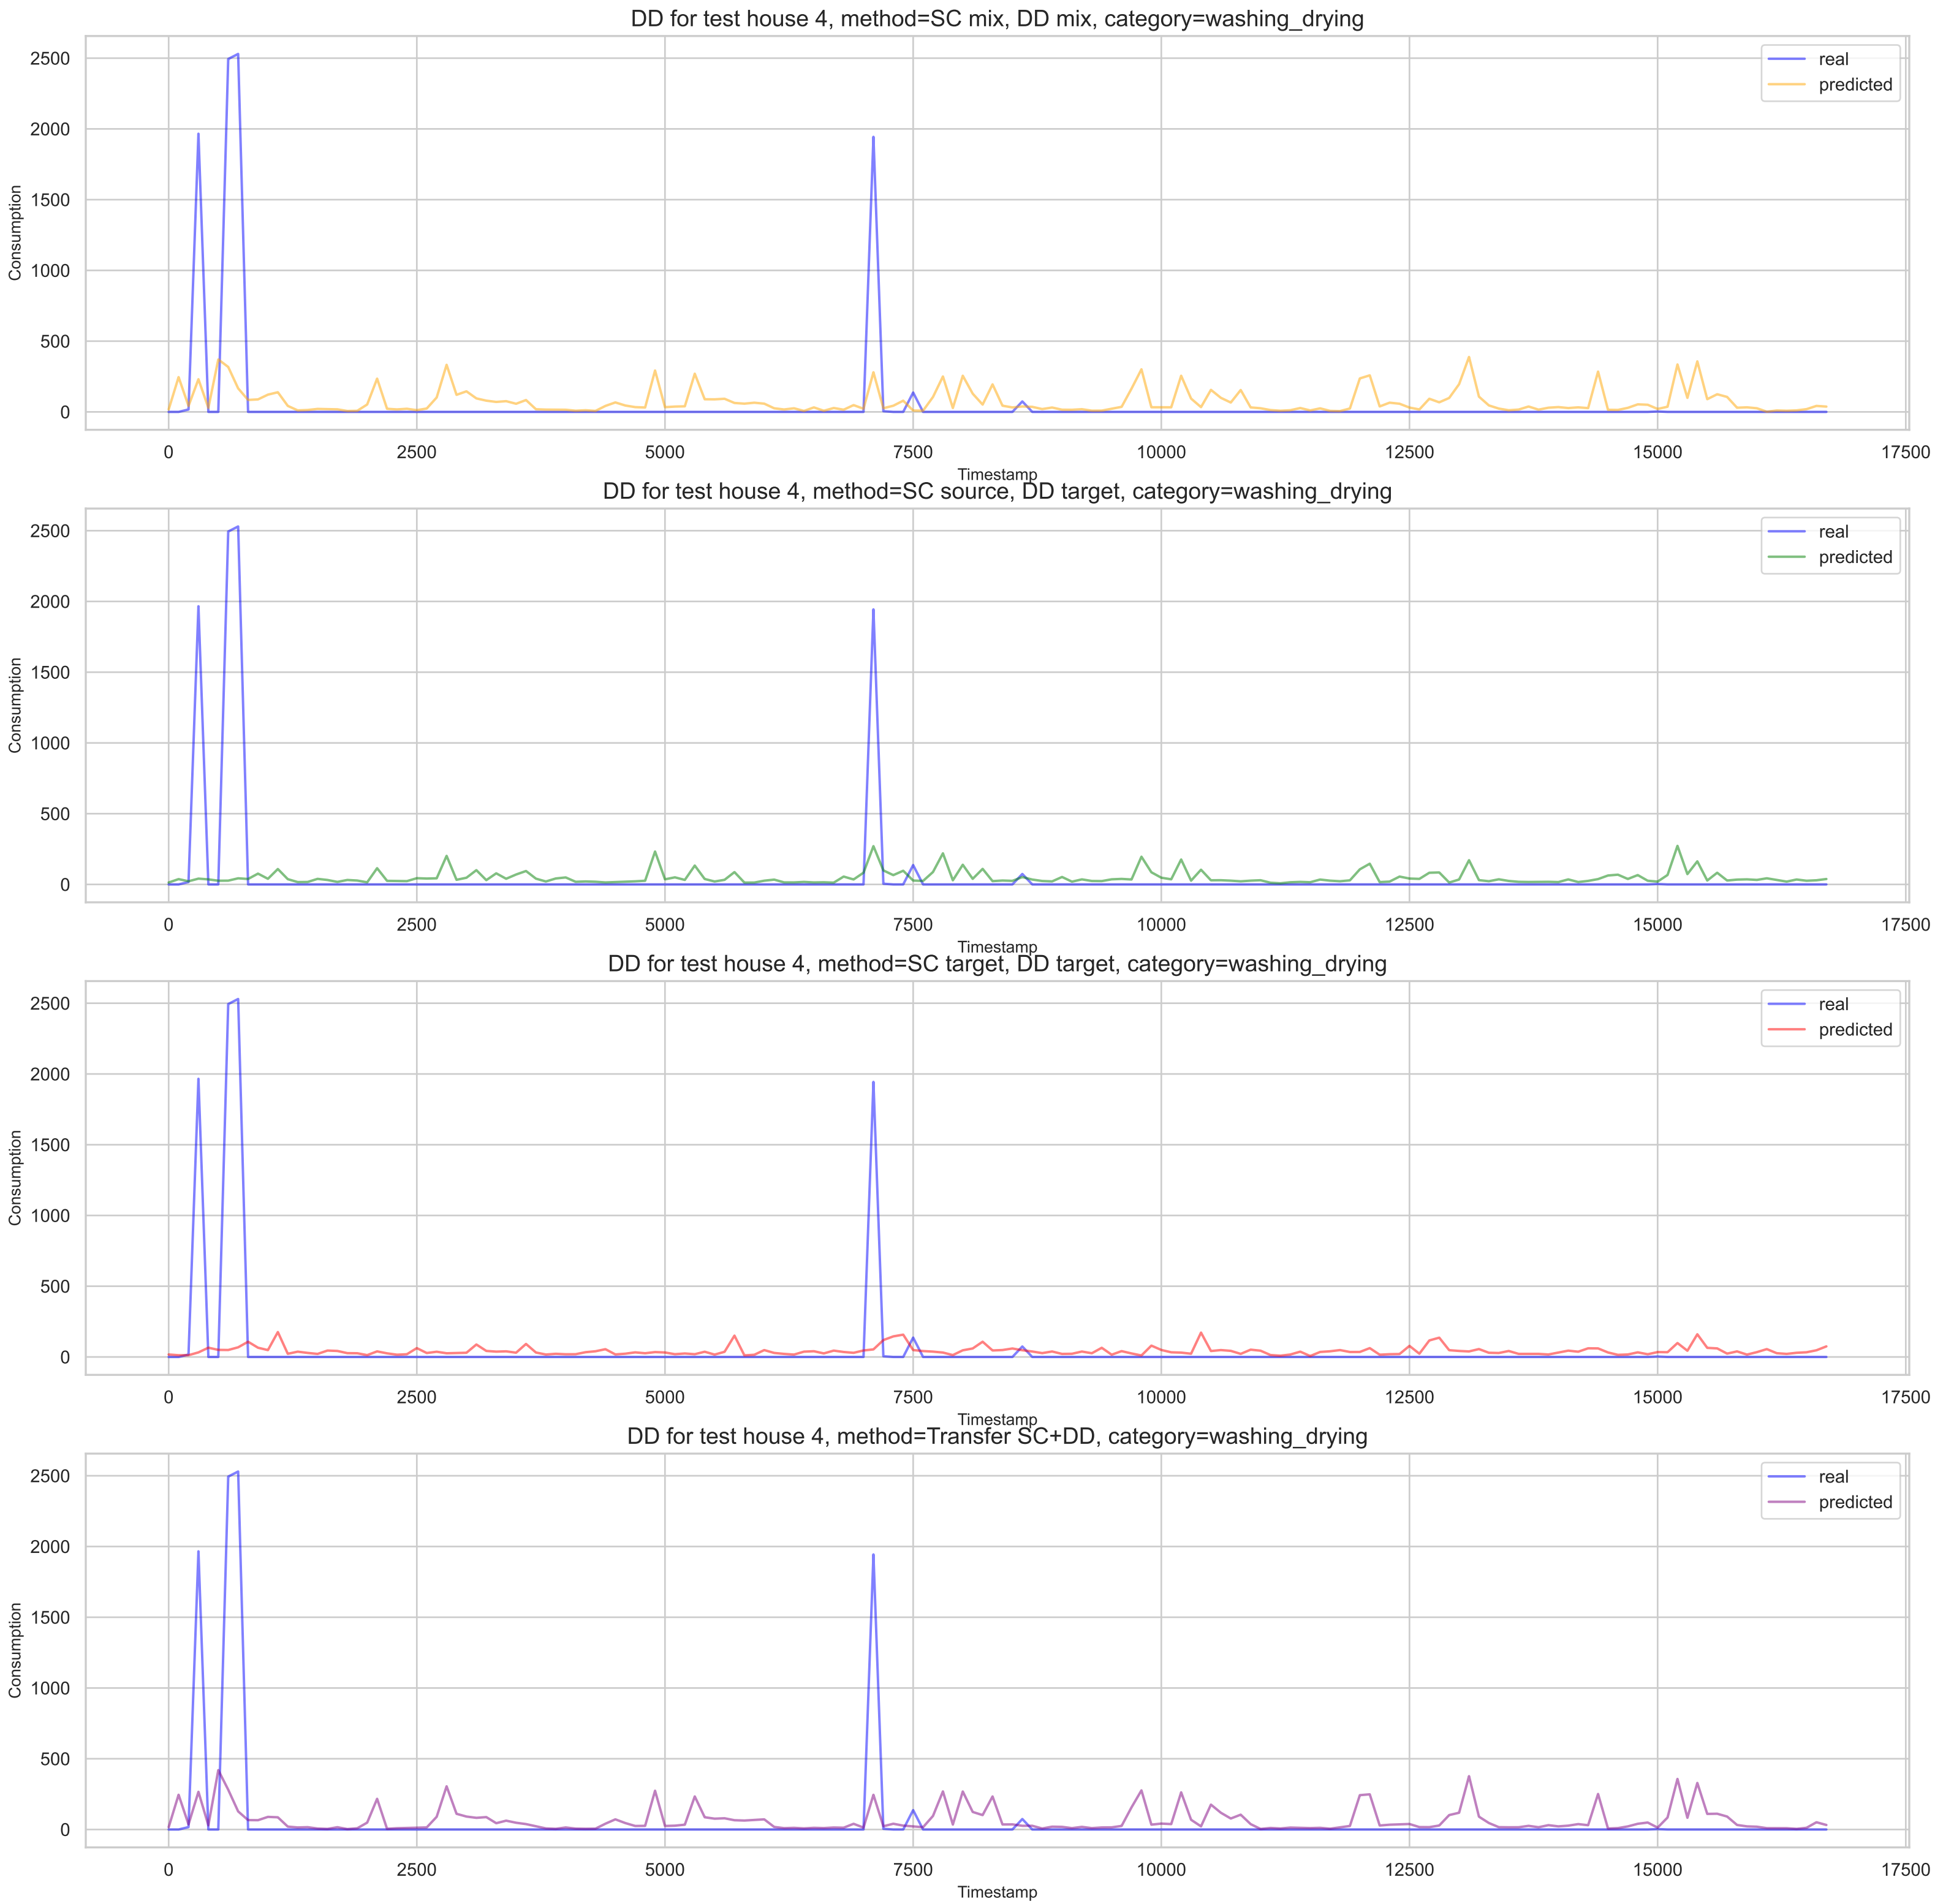 DD for test house 4, method=SC mix, DD mix, category=washing_drying
real
predicted
2500
2000
1500
1000
500
0
Consumption
0 2500 5000 7500 10000 12500 15000 17500
Timestamp
DD for test house 4, method=SC source, DD target, category=washing_drying
real
predicted
2500
2000
1500
1000
500
0
Consumption
0 2500 5000 7500 10000 12500 15000 17500
Timestamp
DD for test house 4, method=SC target, DD target, category=washing_drying
real
predicted
2500
2000
1500
1000
500
0
Consumption
0 2500 5000 7500 10000 12500 15000 17500
Timestamp
DD for test house 4, method=Transfer SC+DD, category=washing_drying
real
predicted
2500
2000
1500
1000
500
0
Consumption
0 2500 5000 7500 10000 12500 15000 17500
Timestamp